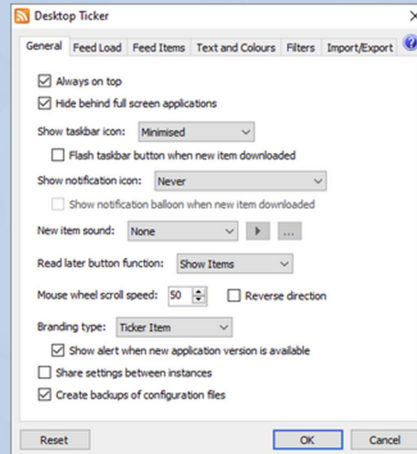 Desktop Ticker
General Feed Load Feed Items Text and Colours Filters Import/Export
Always on top
Hide behind full screen applications
Show taskbar icon: Minimised
Flash taskbar button when new item downloaded
Show notification icon: Never
Show notification balloon when new item downloaded
New item sound: None ...
Read later button function: Show Items
Mouse wheel scroll speed: 50 Reverse direction
Branding type: Ticker Item
Show alert when new application version is available
Share settings between instances
Create backups of configuration files
Reset OK Cancel